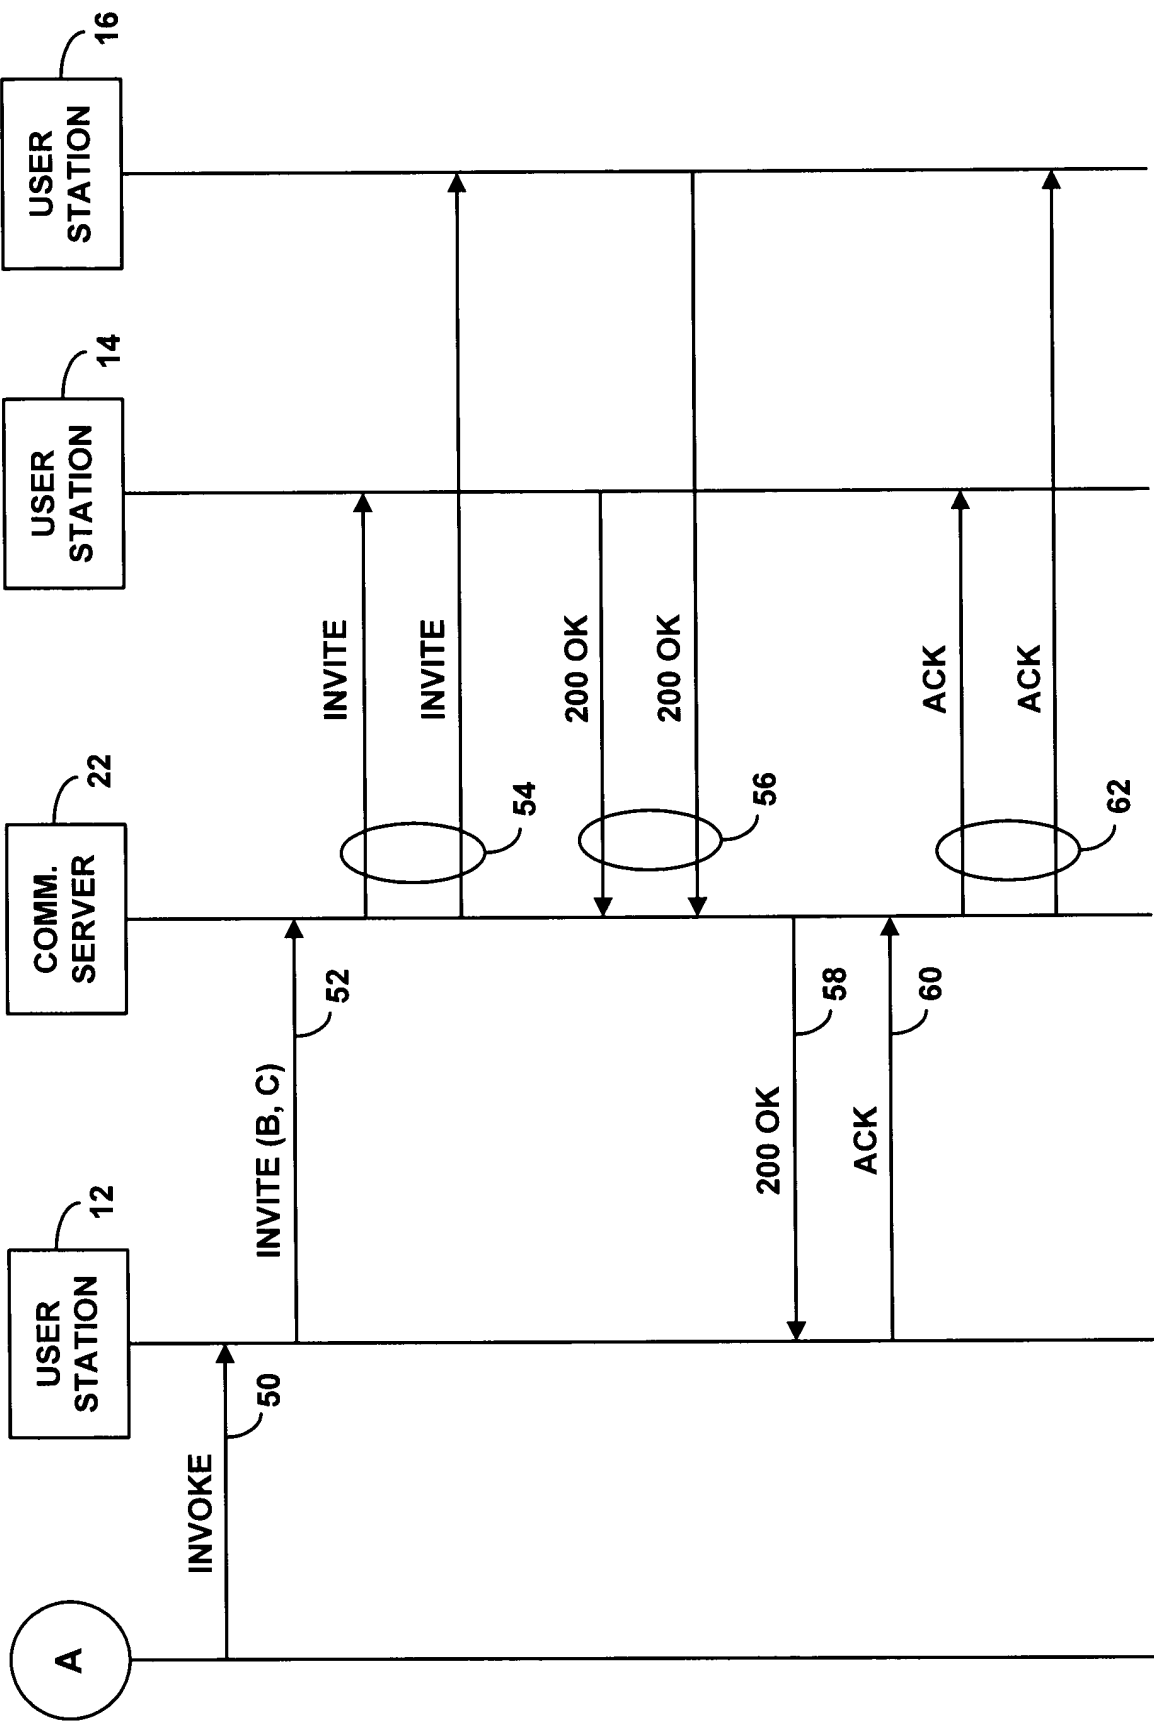 A
USER
STATION
12
COMM.
SERVER
22
USER
STATION
14
USER
STATION
16
INVOKE
50
INVITE (B, C)
52
INVITE
INVITE
54
200 OK
200 OK
56
200 OK
58
ACK
60
ACK
ACK
62